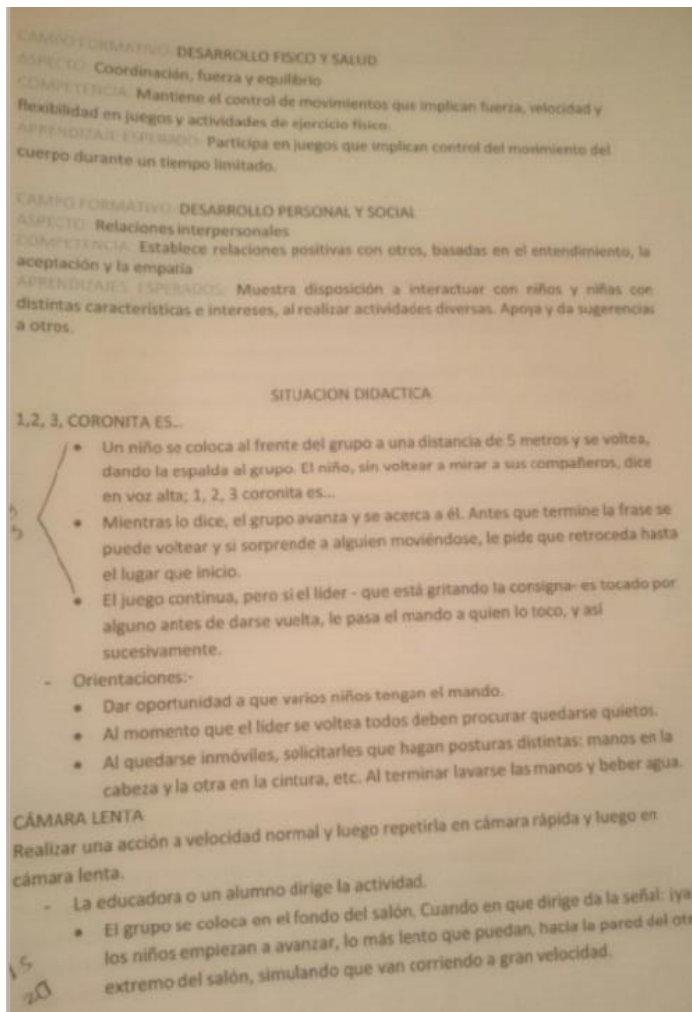 CAMPO FORMATIVO: DESARROLLO FISICO Y SALUD
ASPECTO: Coordinación, fuerza y equilibrio
COMPETENCIA: Mantiene el control de movimientos que implican fuerza, velocidad y
flexibilidad en juegos y actividades de ejercicio físico.
APRENDIZAJE ESPERADO: Participa en juegos que implican control del movimiento del
cuerpo durante un tiempo limitado.
CAMPO FORMATIVO: DESARROLLO PERSONAL Y SOCIAL
ASPECTO: Relaciones interpersonales
COMPETENCIA: Establece relaciones positivas con otros, basadas en el entendimiento, la
aceptación y la empatía
APRENDIZAJES ESPERADOS: Muestra disposición a interactuar con niños y niñas con
distintas características e intereses, al realizar actividades diversas. Apoya y da sugerencias
a otros.
SITUACION DIDACTICA
1,2, 3, CORONITA ES...
• Un niño se coloca al frente del grupo a una distancia de 5 metros y se voltea,
dando la espalda al grupo. El niño, sin voltear a mirar a sus compañeros, dice
en voz alta; 1, 2, 3 coronita es...
• Mientras lo dice, el grupo avanza y se acerca a él. Antes que termine la frase se
puede voltear y si sorprende a alguien moviéndose, le pide que retroceda hasta
el lugar que inicio.
• El juego continua, pero si el lider - que está gritando la consigna- es tocado por
alguno antes de darse vuelta, le pasa el mando a quien lo toco, y así
sucesivamente.
- Orientaciones:-
• Dar oportunidad a que varios niños tengan el mando.
• Al momento que el lider se voltea todos deben procurar quedarse quietos.
• Al quedarse inmóviles, solicitarles que hagan posturas distintas: manos en la
cabeza y la otra en la cintura, etc. Al terminar lavarse las manos y beber agua.
CÁMARA LENTA
Realizar una acción a velocidad normal y luego repetirla en cámara rápida y luego en
cámara lenta.
- La educadora o un alumno dirige la actividad.
• El grupo se coloca en el fondo del salón. Cuando en que dirige da la señal: ¡ya
los niños empiezan a avanzar, lo más lento que puedan, hacia la pared del otr
extremo del salón, simulando que van corriendo a gran velocidad.
15
20